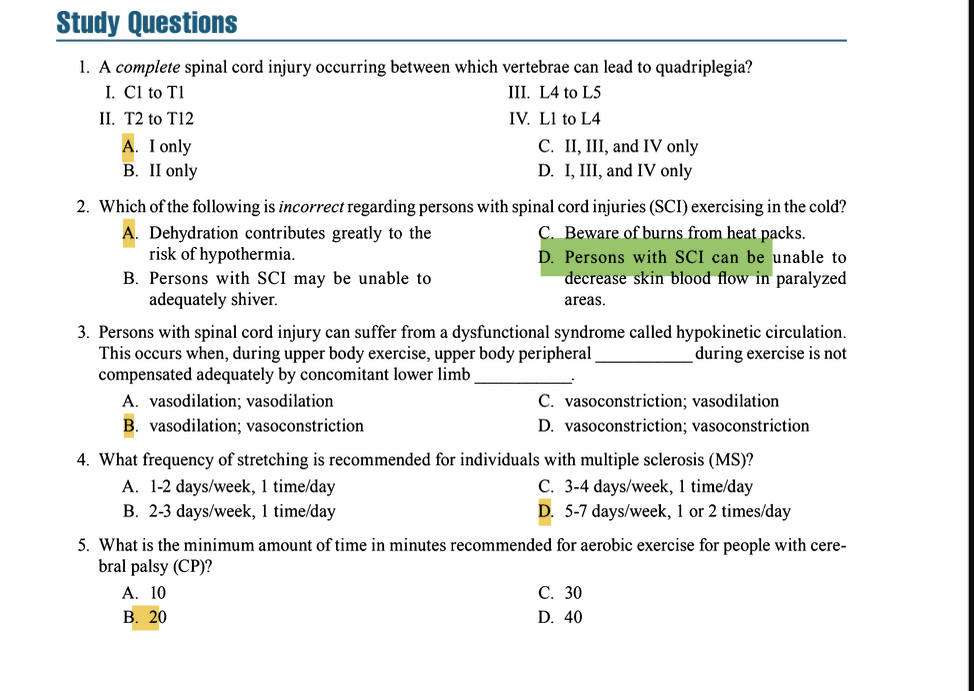 Study Questions
1. A complete spinal cord injury occurring between which vertebrae can lead to quadriplegia?
I. C1 to T1
III. L4 to L5
II. T2 to T12
IV. L1 to L4
A. I only
C. II, III, and IV only
B. II only
D. I, III, and IV only
2. Which of the following is incorrect regarding persons with spinal cord injuries (SCI) exercising in the cold?
A. Dehydration contributes greatly to the
risk of hypothermia.
B. Persons with SCI may be unable to
adequately shiver.
C. Beware of burns from heat packs.
D. Persons with SCI can be unable to
decrease skin blood flow in paralyzed
areas.
3. Persons with spinal cord injury can suffer from a dysfunctional syndrome called hypokinetic circulation.
This occurs when, during upper body exercise, upper body peripheral __________ during exercise is not
compensated adequately by concomitant lower limb __________.
A. vasodilation; vasodilation
C. vasoconstriction; vasodilation
B. vasodilation; vasoconstriction
D. vasoconstriction; vasoconstriction
4. What frequency of stretching is recommended for individuals with multiple sclerosis (MS)?
A. 1-2 days/week, 1 time/day
C. 3-4 days/week, 1 time/day
B. 2-3 days/week, 1 time/day
D. 5-7 days/week, 1 or 2 times/day
5. What is the minimum amount of time in minutes recommended for aerobic exercise for people with cere-
bral palsy (CP)?
A. 10
C. 30
B. 20
D. 40